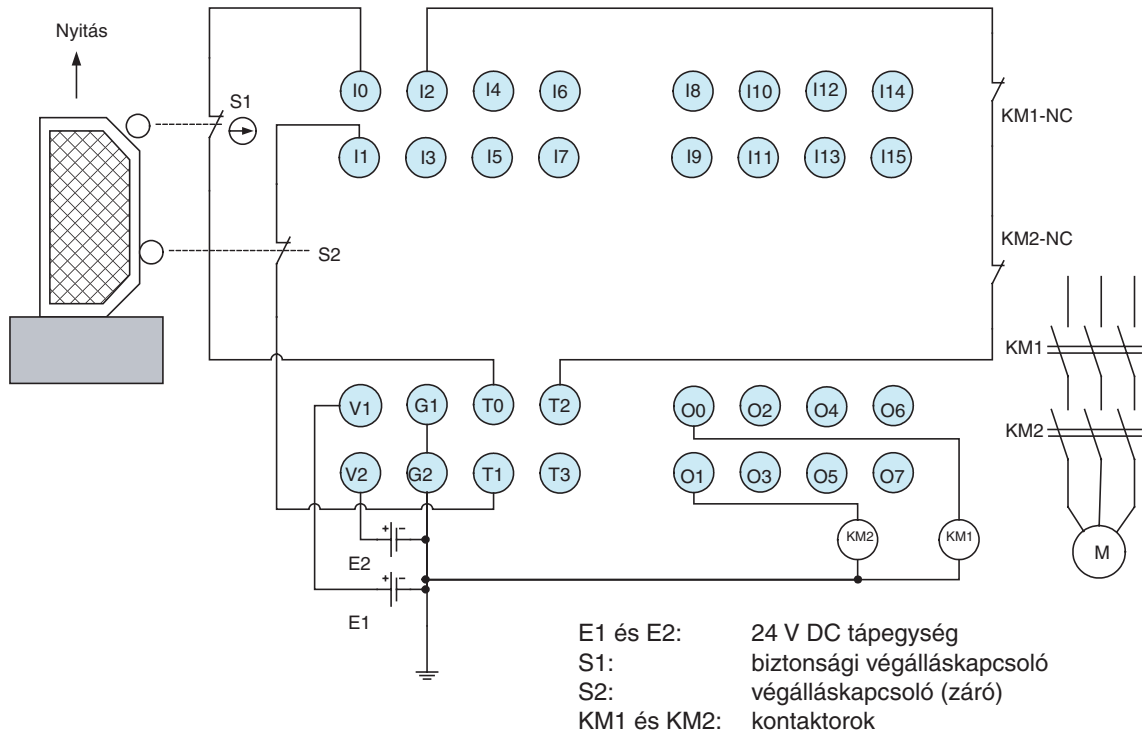 Nyitás
S1
I0 I2 I4 I6 I8 I10 I12 I14
KM1-NC
I1 I3 I5 I7 I9 I11 I13 I15
S2
KM2-NC
KM1
V1 G1 T0 T2 O0 O2 O4 O6
KM2
V2 G2 T1 T3 O1 O3 O5 O7
+ −
KM2 KM1
M
E2
+ −
E1
E1 és E2: 24 V DC tápegység
S1: biztonsági végálláskapcsoló
S2: végálláskapcsoló (záró)
KM1 és KM2: kontaktorok